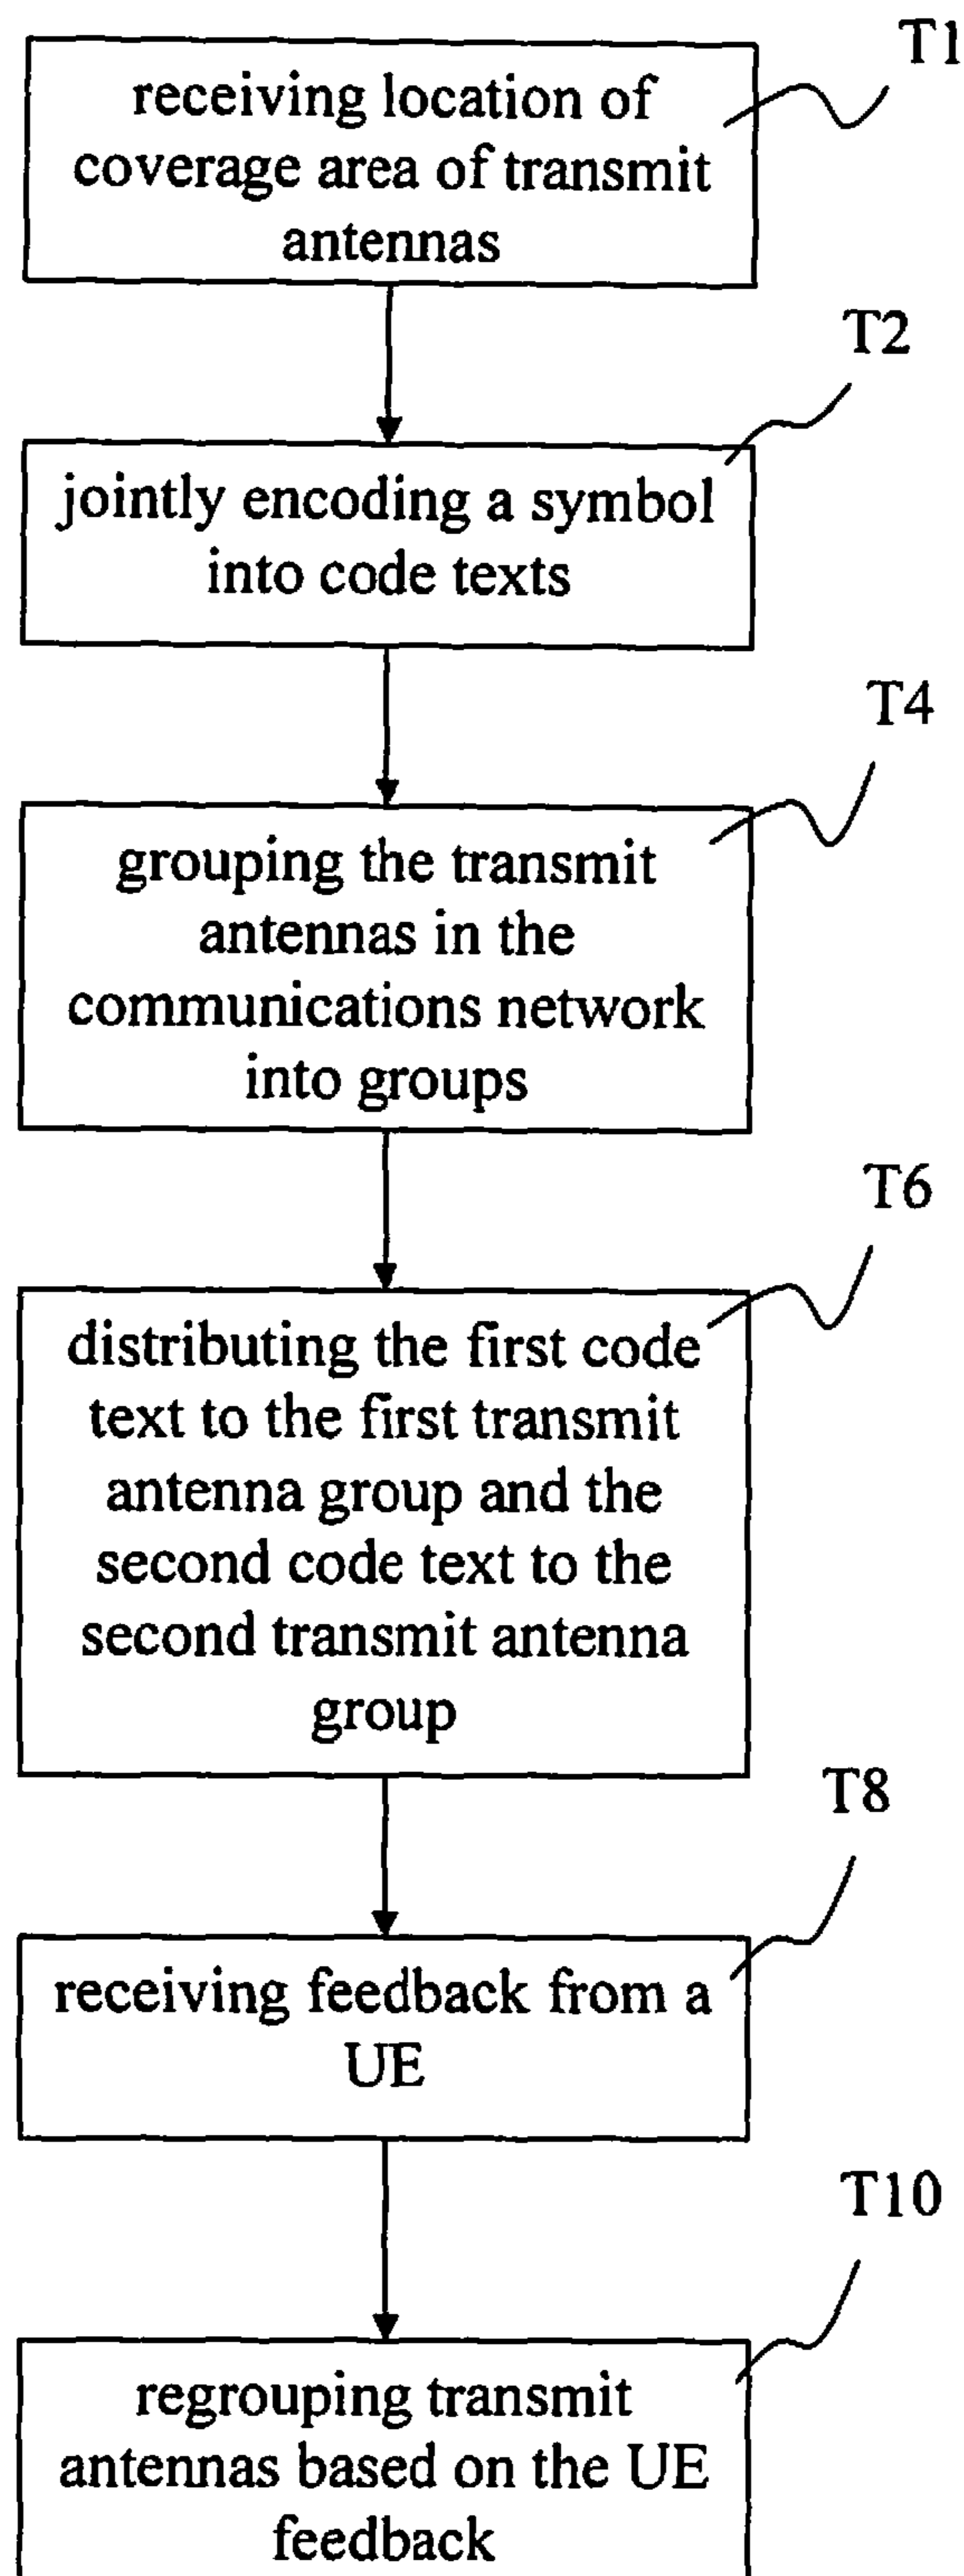 T1
receiving location of
coverage area of transmit
antennas
T2
jointly encoding a symbol
into code texts
T4
grouping the transmit
antennas in the
communications network
into groups
T6
distributing the first code
text to the first transmit
antenna group and the
second code text to the
second transmit antenna
group
T8
receiving feedback from a
UE
T10
regrouping transmit
antennas based on the UE
feedback